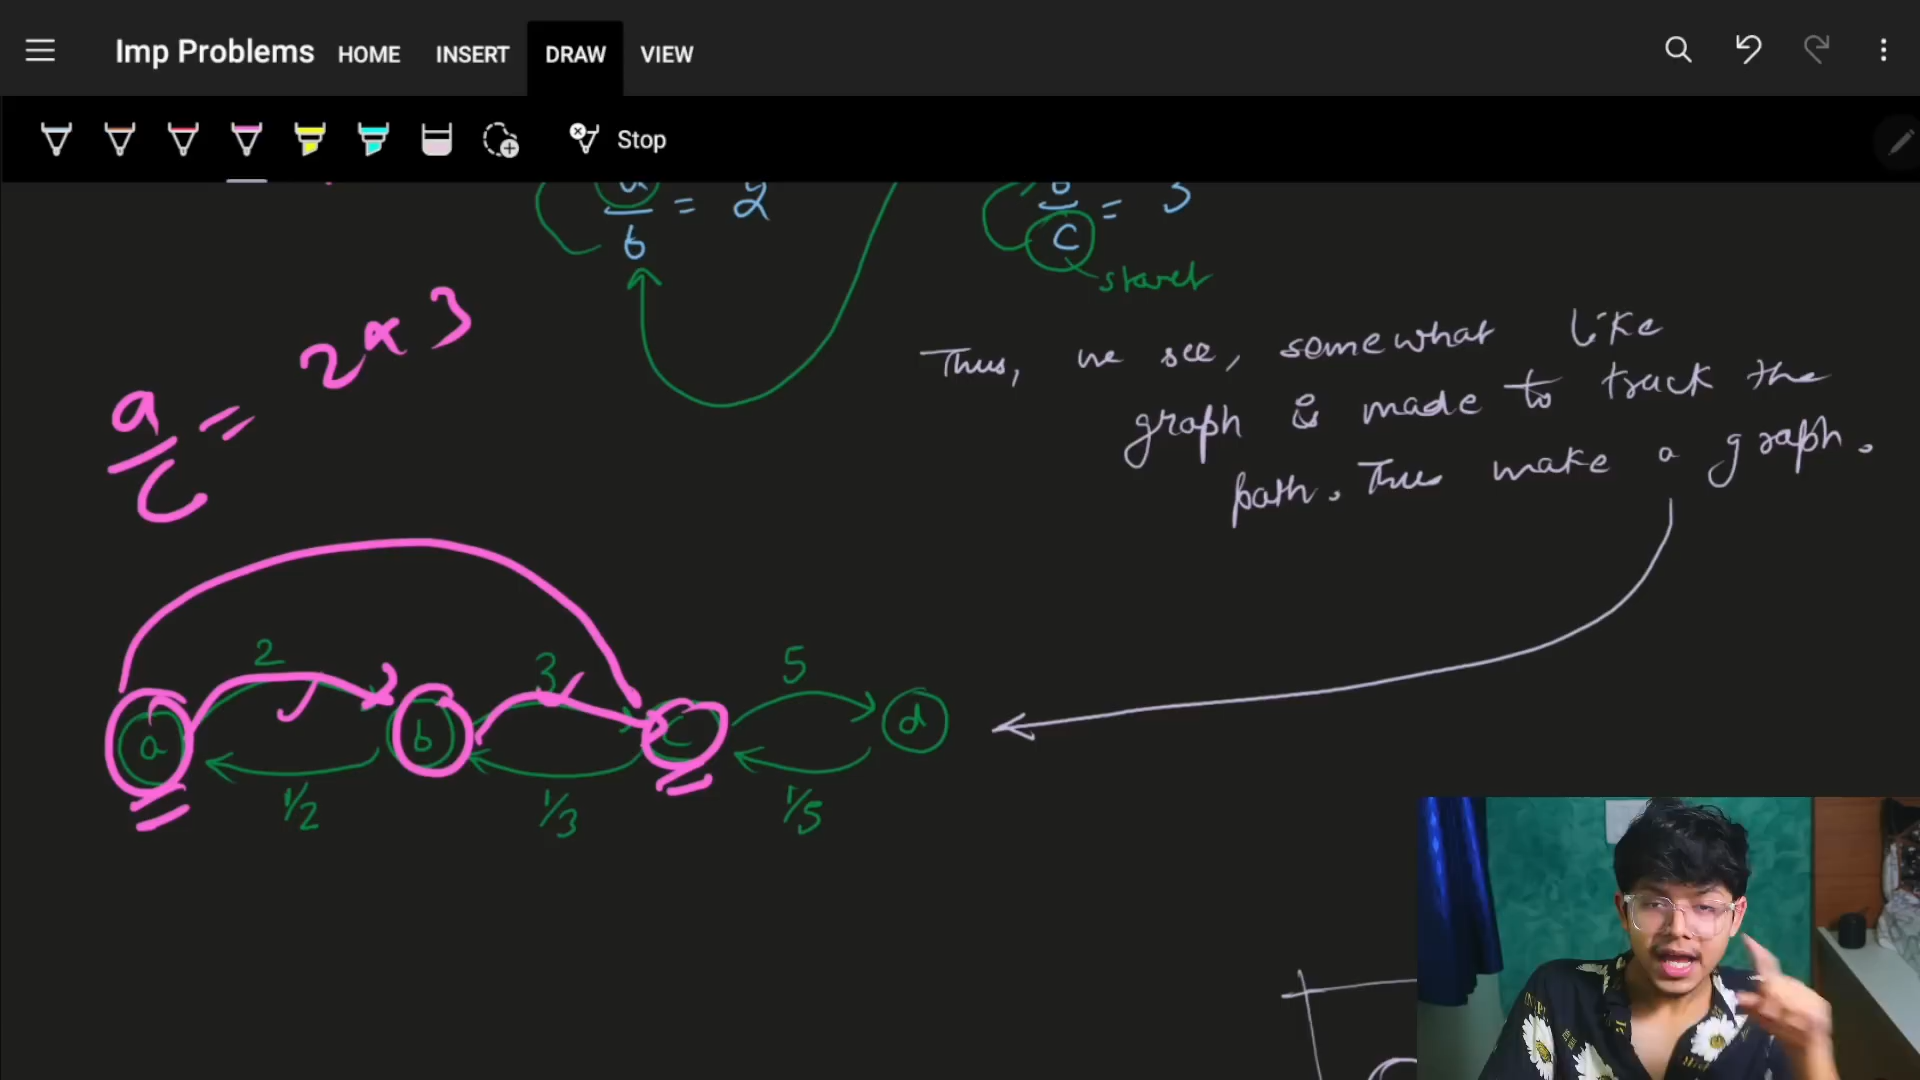 Imp Problems HOME INSERT DRAW VIEW
Stop
b = 2
c = 3
start
2 x 3
a/c =
Thus, we see, somewhat like
graph is made to track the
path. Thus make a graph.
2 3 5
a b c d
1/2 1/3 1/5